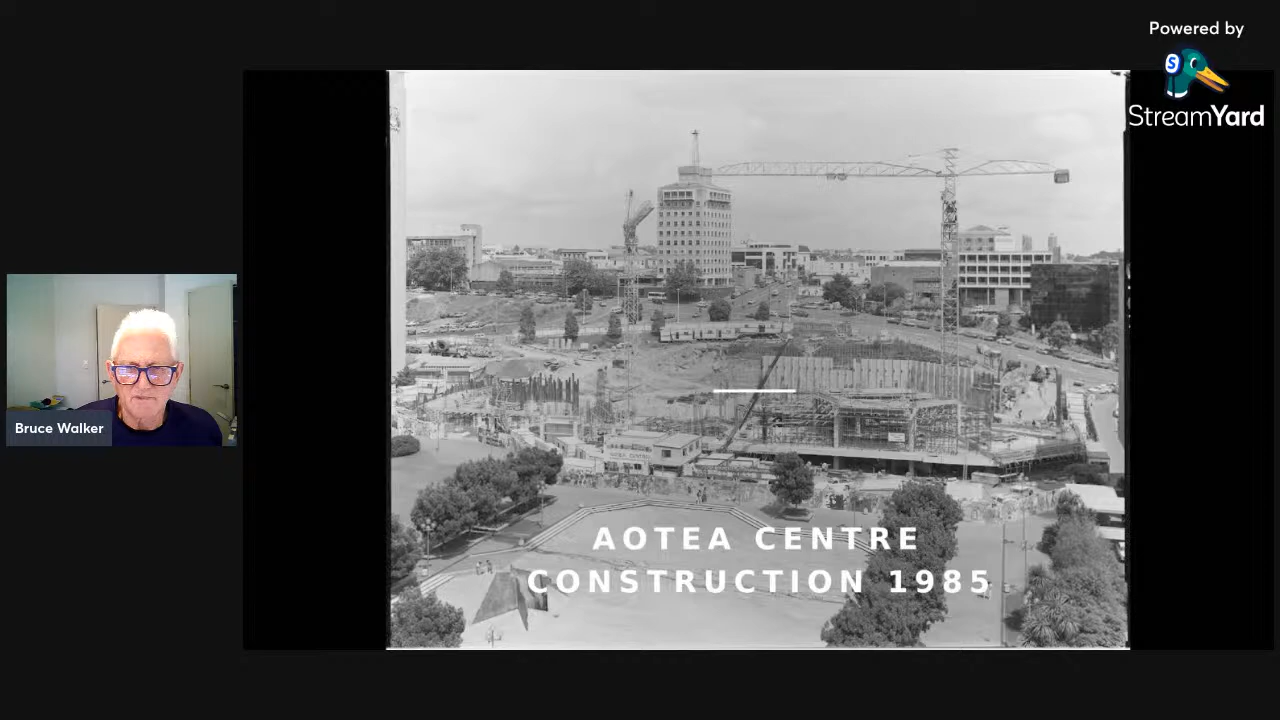 Powered by
StreamYard
Bruce Walker
AOTEA CENTRE
CONSTRUCTION 1985